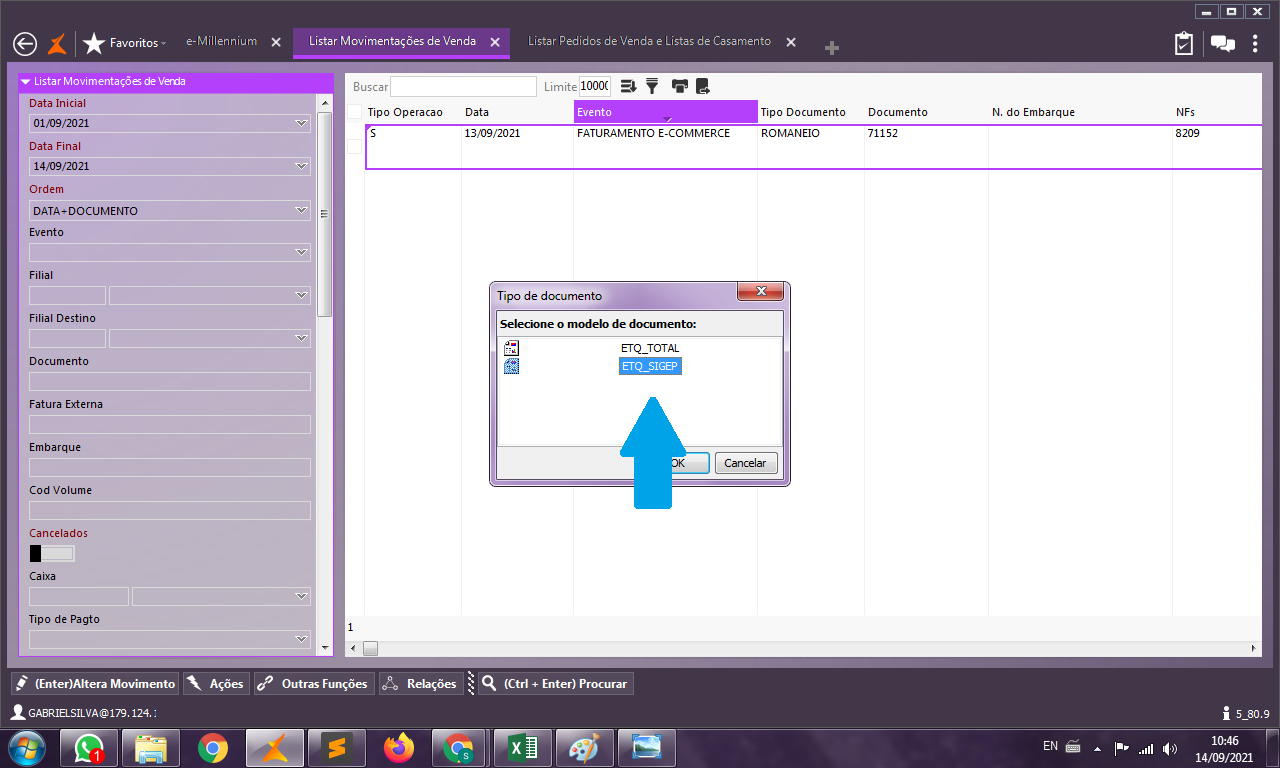 Favoritos
e-Millennium
Listar Movimentações de Venda
Listar Pedidos de Venda e Listas de Casamento
Listar Movimentações de Venda
Data Inicial
01/09/2021
Data Final
14/09/2021
Ordem
DATA+DOCUMENTO
Evento
Filial
Filial Destino
Documento
Fatura Externa
Embarque
Cod Volume
Cancelados
Caixa
Tipo de Pagto
Buscar
Limite 1000
Tipo Operacao Data Evento Tipo Documento Documento N. do Embarque NFs
S 13/09/2021 FATURAMENTO E-COMMERCE ROMANEIO 71152 8209
Tipo de documento
Selecione o modelo de documento:
ETQ_TOTAL
ETQ_SIGEP
OK Cancelar
1
(Enter)Altera Movimento Ações Outras Funções Relações (Ctrl + Enter) Procurar
GABRIELSILVA@179.124.
5_80.9
1
S
EN
10:46
14/09/2021